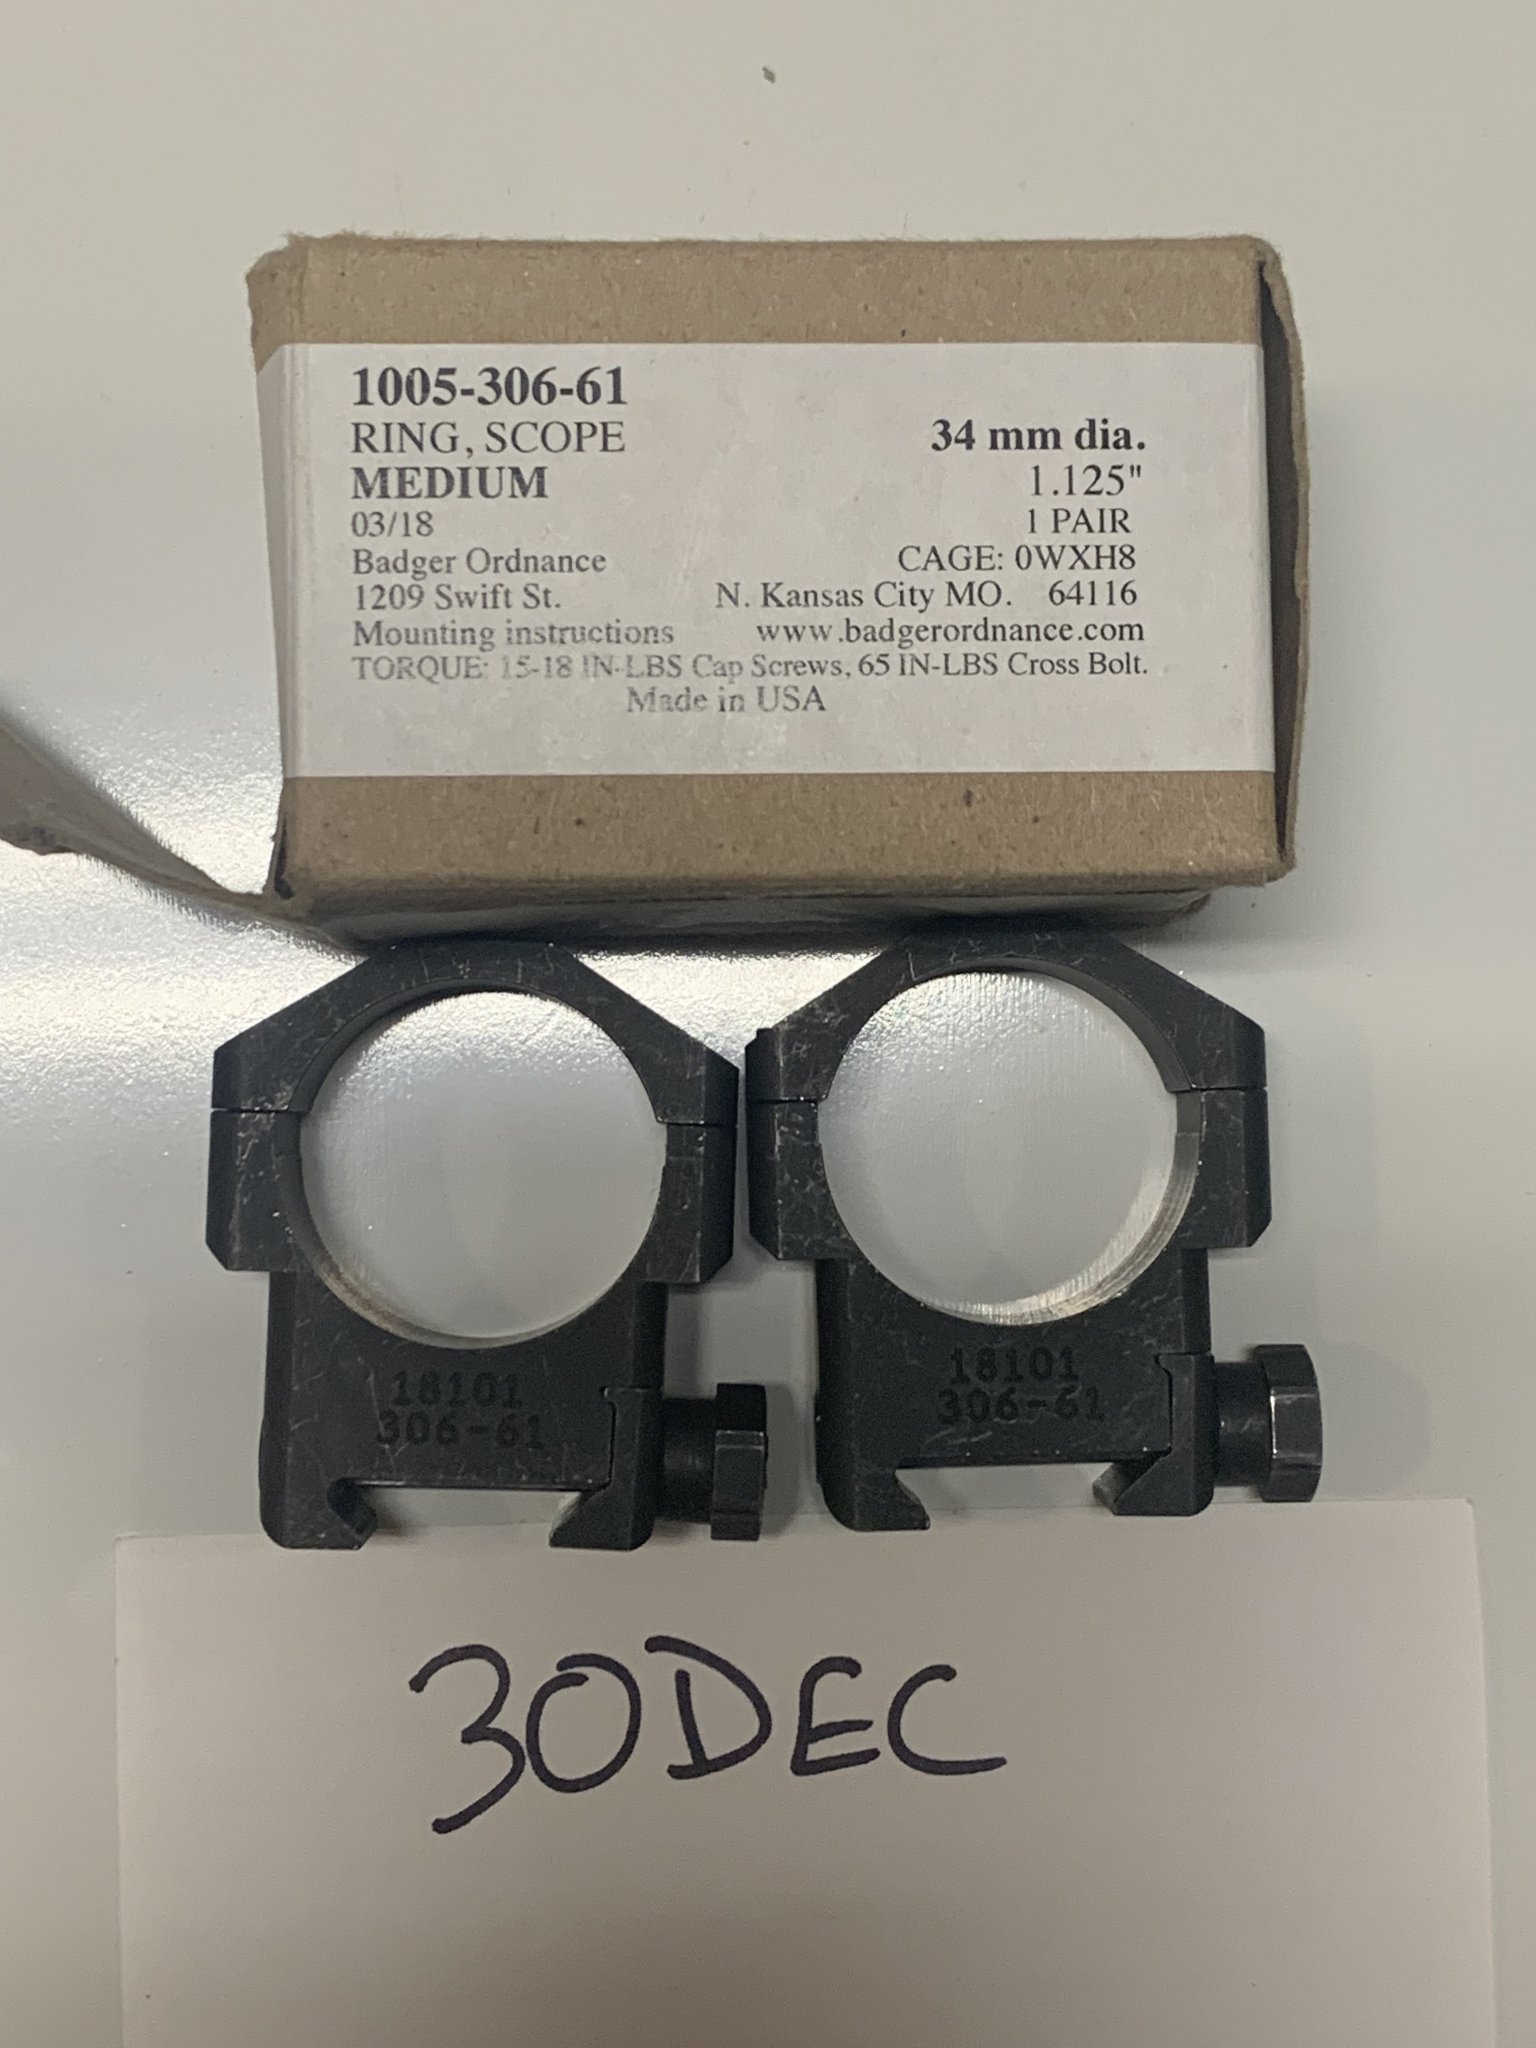 1005-306-61
RING, SCOPE 34 mm dia.
MEDIUM 1.125"
03/18 1 PAIR
Badger Ordnance CAGE: 0WXH8
1209 Swift St. N. Kansas City MO. 64116
Mounting instructions www.badgerordnance.com
TORQUE: 15-18 IN-LBS Cap Screws, 65 IN-LBS Cross Bolt.
Made in USA
18101
306-61
18101
306-61
30DEC